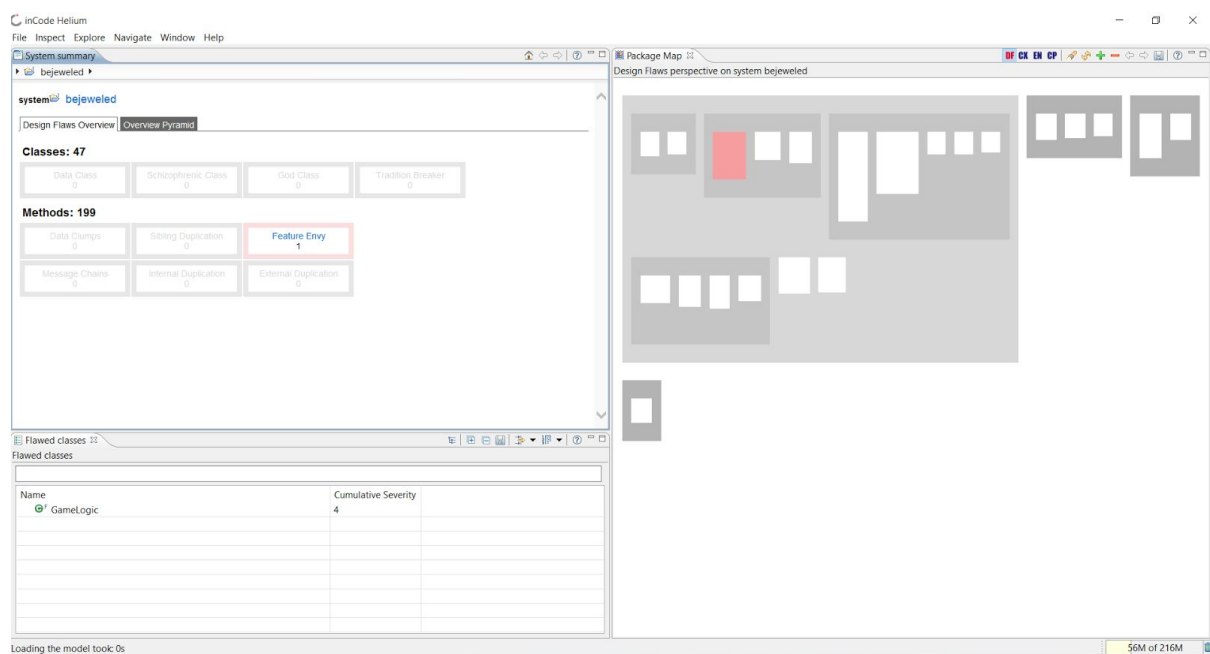 inCode Helium
File Inspect Explore Navigate Window Help
System summary
bejeweled
system bejeweled
Design Flaws Overview Overview Pyramid
Classes: 47
Data Class Schizophrenic Class God Class Tradition Breaker
0 0 0 0
Methods: 199
Data Clumps Sibling Duplication Feature Envy
0 0 1
Message Chains Internal Duplication External Duplication
0 0 0
Flawed classes
Flawed classes
Name Cumulative Severity
GameLogic 4
Package Map
DF CX EN CP
Design Flaws perspective on system bejeweled
Loading the model took: 0s
56M of 216M